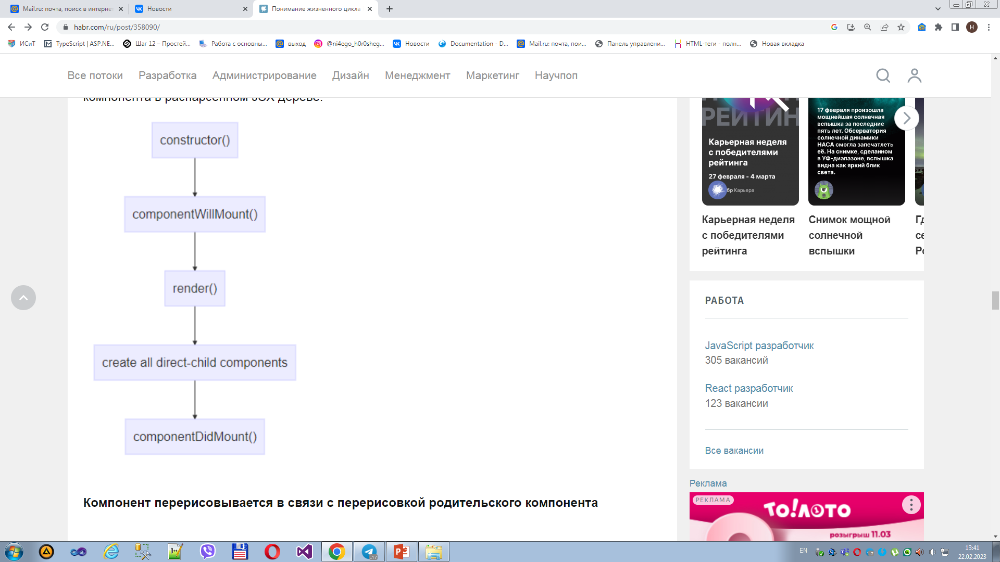 Mail.ru: почта, поиск в интернет
Новости
Понимание жизненного цикла
habr.com/ru/post/358090/
H
ИСиТ
TypeScript | ASP.NE...
Шаг 12 – Простей...
Работа с основны...
выход
@ni4ego_h0r0sheg...
Новости
Documentation - D...
Mail.ru: почта, пои...
Панель управлени...
HTML-теги - полн...
Новая вкладка
Все потоки
Разработка
Администрирование
Дизайн
Менеджмент
Маркетинг
Научпоп
компонента в распарсенном JSX дереве.
constructor()
componentWillMount()
render()
create all direct-child components
componentDidMount()
Компонент перерисовывается в связи с перерисовкой родительского компонента
РЕЙТИН
Карьерная неделя
с победителями
рейтинга
27 февраля - 4 марта
бр Карьера
17 февраля произошла
мощнейшая солнечная
вспышка за последние
пять лет. Обсерватория
солнечной динамики
НАСА смогла запечатлеть
её. На снимке, сделанном
в УФ-диапазоне, вспышка
видна как яркий блик
света.
Карьерная неделя
с победителями
рейтинга
Снимок мощной
солнечной
вспышки
РАБОТА
JavaScript разработчик
305 вакансий
React разработчик
123 вакансии
Все вакансии
Реклама
РЕКЛАМА
ТО!ЛОТО
розыгрыш 11.03
17
EN
13:41
22.02.2023